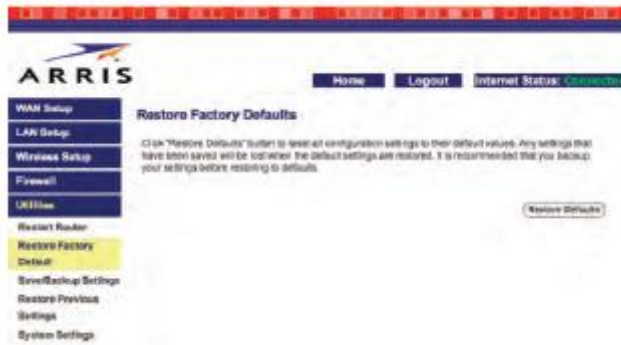 ARRIS
Home Logout Internet Status: Connected
WAN Setup
LAN Setup
Wireless Setup
Firewall
Utilities
Restart Router
Restore Factory
Default
Save/Backup Settings
Restore Previous
Settings
System Settings
Restore Factory Defaults
Click "Restore Defaults" button to reset all configuration settings to their default values. Any settings that
have been saved will be lost when the default settings are restored. It is recommended that you backup
your settings before restoring to defaults.
Restore Defaults